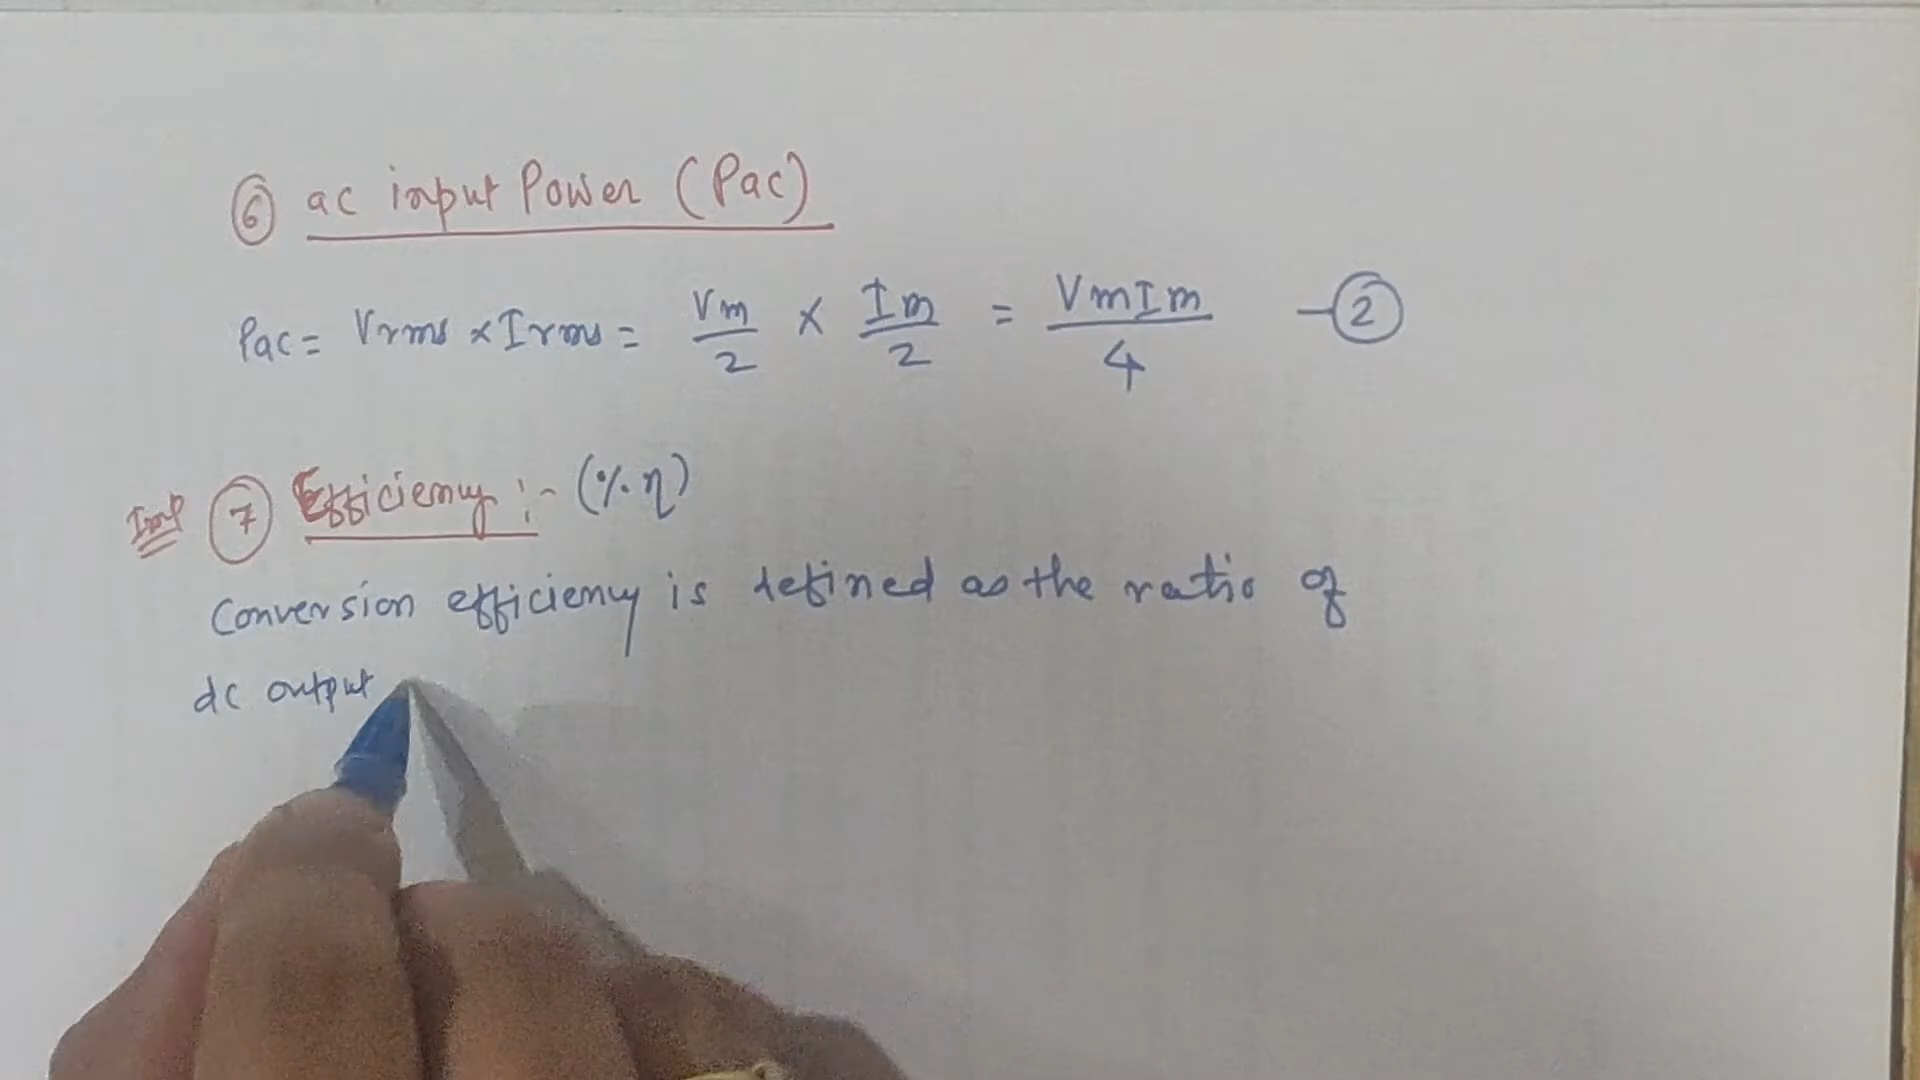 ⑥ ac input Power (Pac)
Pac = Vrms × Irms = Vm/2 × Im/2 = VmIm/4 — ②
Imp ⑦ Efficiency :- (% η)
Conversion efficiency is defined as the ratio of
dc output